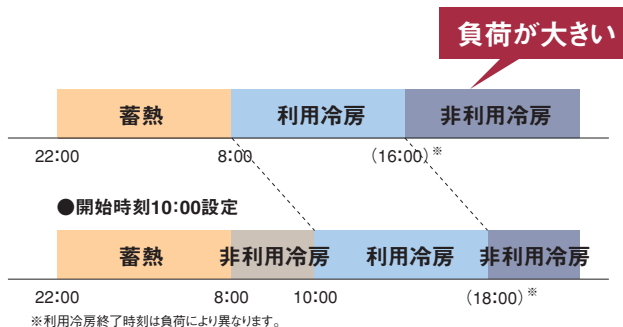 負荷が大きい
蓄熱 利用冷房 非利用冷房
22:00 8:00 (16:00)※
●開始時刻10:00設定
蓄熱 非利用冷房 利用冷房 非利用冷房
22:00 8:00 10:00 (18:00)※
※利用冷房終了時刻は負荷により異なります。